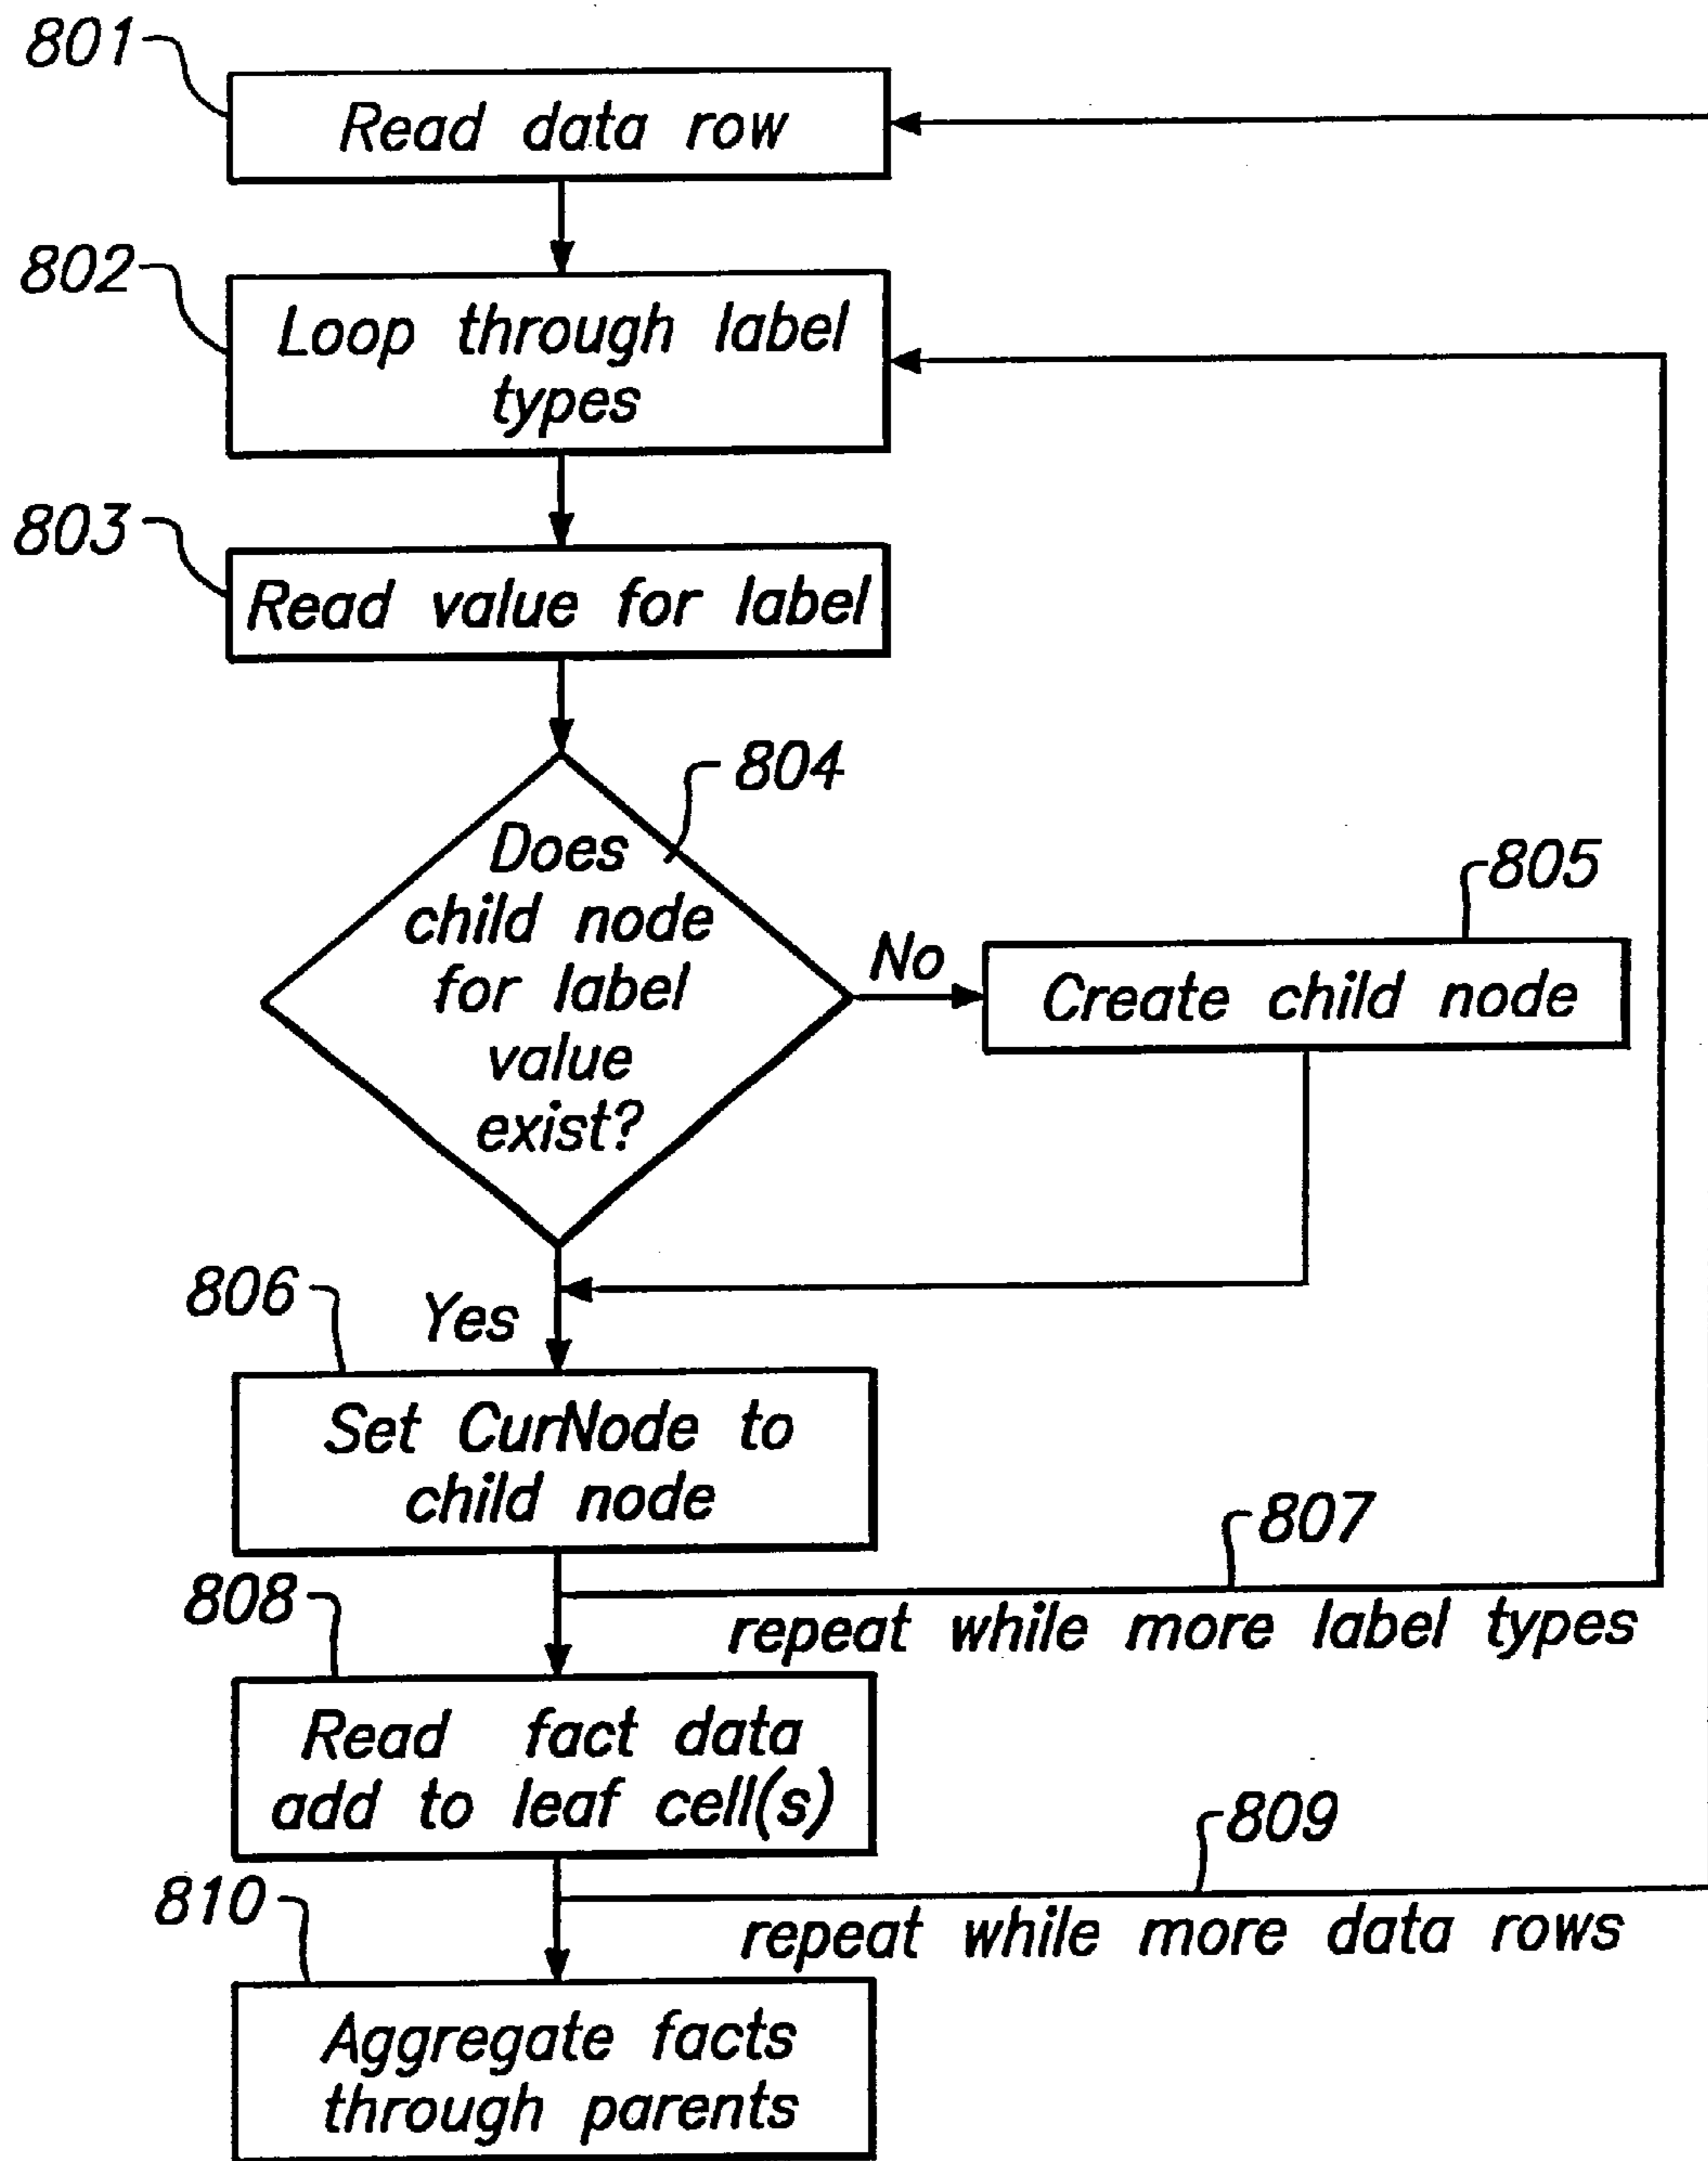 801
Read data row
802
Loop through label
types
803
Read value for label
804
Does
child node
for label
value
exist?
No
805
Create child node
806
Yes
Set CurNode to
child node
807
repeat while more label types
808
Read fact data
add to leaf cell(s)
809
repeat while more data rows
810
Aggregate facts
through parents